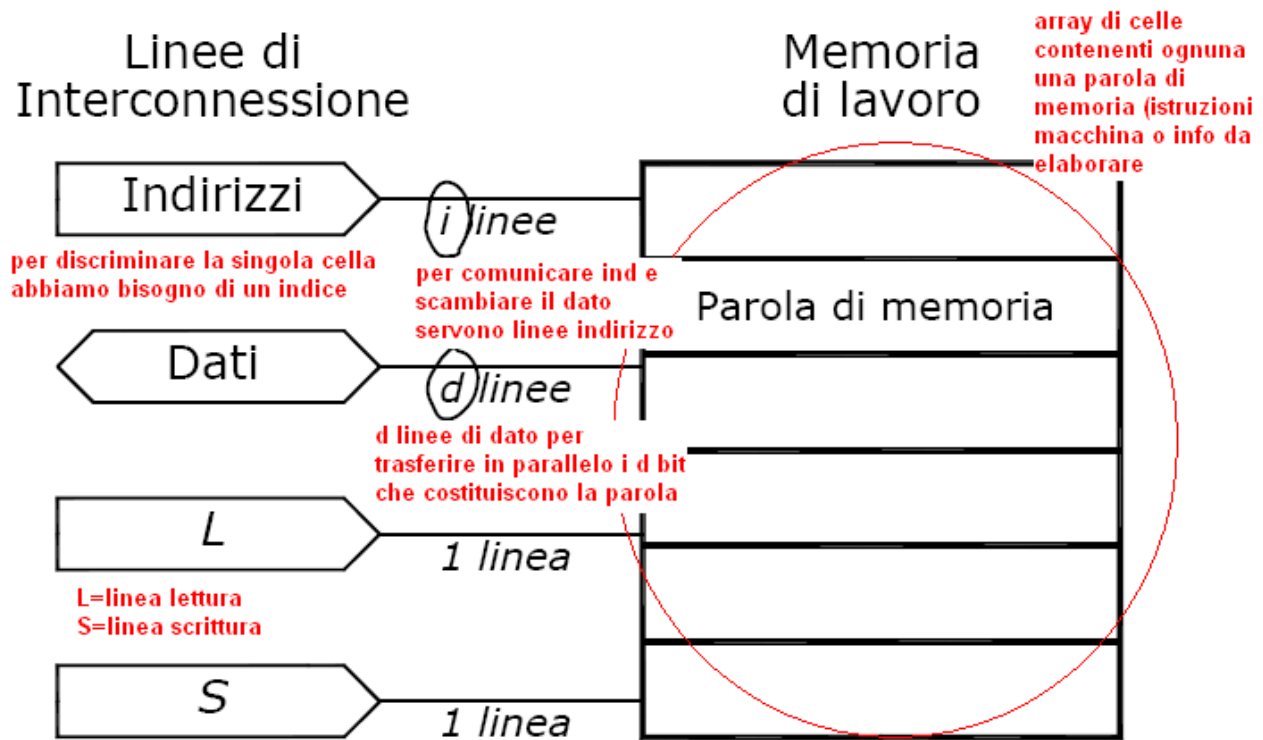 Linee di
Interconnessione
Memoria
di lavoro
array di celle
contenenti ognuna
una parola di
memoria (istruzioni
macchina o info da
elaborare
Indirizzi
i linee
per discriminare la singola cella
abbiamo bisogno di un indice
per comunicare ind e
scambiare il dato
servono linee indirizzo
Parola di memoria
Dati
d linee
d linee di dato per
trasferire in parallelo i d bit
che costituiscono la parola
L
1 linea
L=linea lettura
S=linea scrittura
S
1 linea